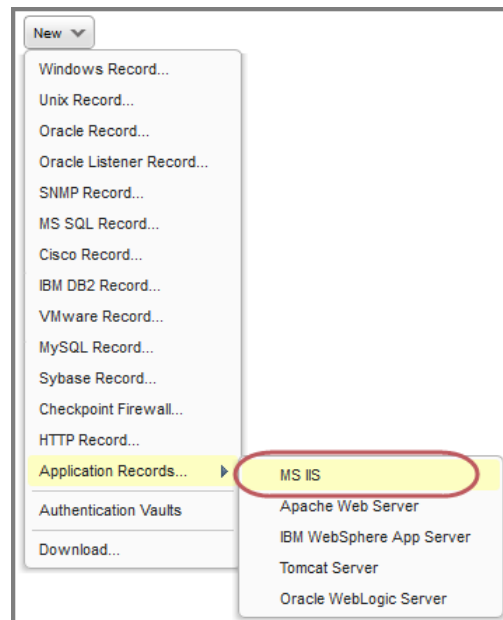 New
Windows Record...
Unix Record...
Oracle Record...
Oracle Listener Record...
SNMP Record...
MS SQL Record...
Cisco Record...
IBM DB2 Record...
VMware Record...
MySQL Record...
Sybase Record...
Checkpoint Firewall...
HTTP Record...
Application Records...
Authentication Vaults
Download...
MS IIS
Apache Web Server
IBM WebSphere App Server
Tomcat Server
Oracle WebLogic Server